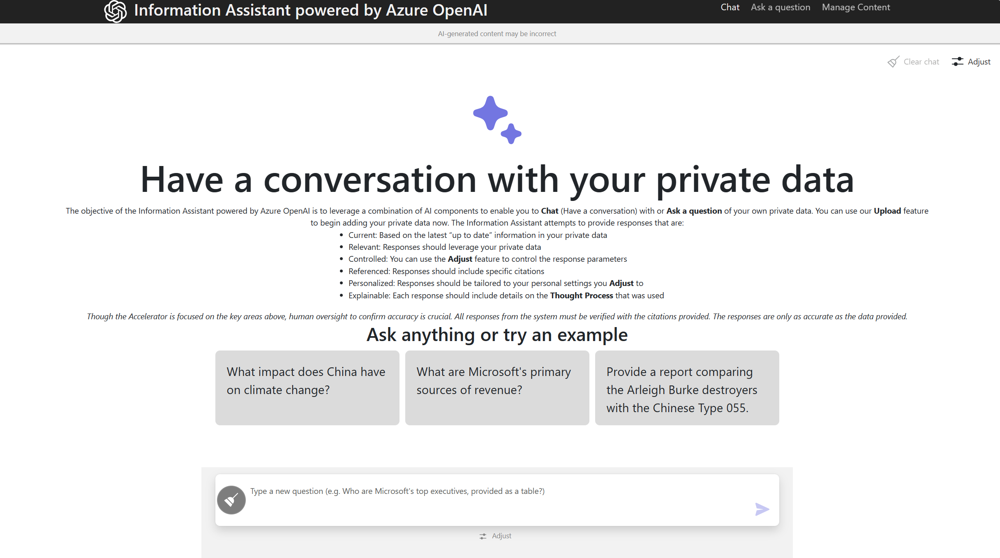 Information Assistant powered by Azure OpenAI
Chat Ask a question Manage Content
AI-generated content may be incorrect
Clear chat Adjust
Have a conversation with your private data
The objective of the Information Assistant powered by Azure OpenAI is to leverage a combination of AI components to enable you to Chat (Have a conversation) with or Ask a question of your own private data. You can use our Upload feature
to begin adding your private data now. The Information Assistant attempts to provide responses that are:
• Current: Based on the latest “up to date” information in your private data
• Relevant: Responses should leverage your private data
• Controlled: You can use the Adjust feature to control the response parameters
• Referenced: Responses should include specific citations
• Personalized: Responses should be tailored to your personal settings you Adjust to
• Explainable: Each response should include details on the Thought Process that was used
Though the Accelerator is focused on the key areas above, human oversight to confirm accuracy is crucial. All responses from the system must be verified with the citations provided. The responses are only as accurate as the data provided.
Ask anything or try an example
What impact does China have
on climate change?
What are Microsoft's primary
sources of revenue?
Provide a report comparing
the Arleigh Burke destroyers
with the Chinese Type 055.
Type a new question (e.g. Who are Microsoft's top executives, provided as a table?)
Adjust